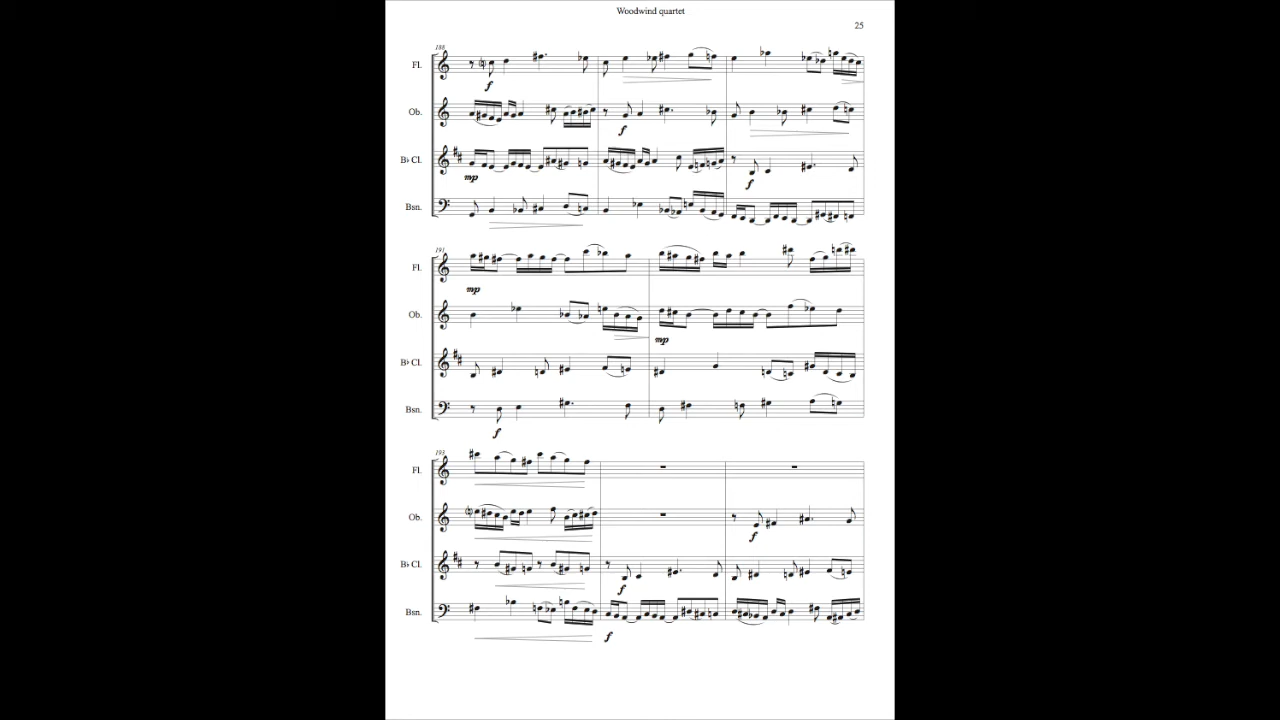 Woodwind quartet
25
188
Fl.
f
Ob.
f
B♭ Cl.
mp
f
Bsn.
191
Fl.
mp
Ob.
mp
B♭ Cl.
Bsn.
f
193
Fl.
Ob.
f
B♭ Cl.
f
Bsn.
f